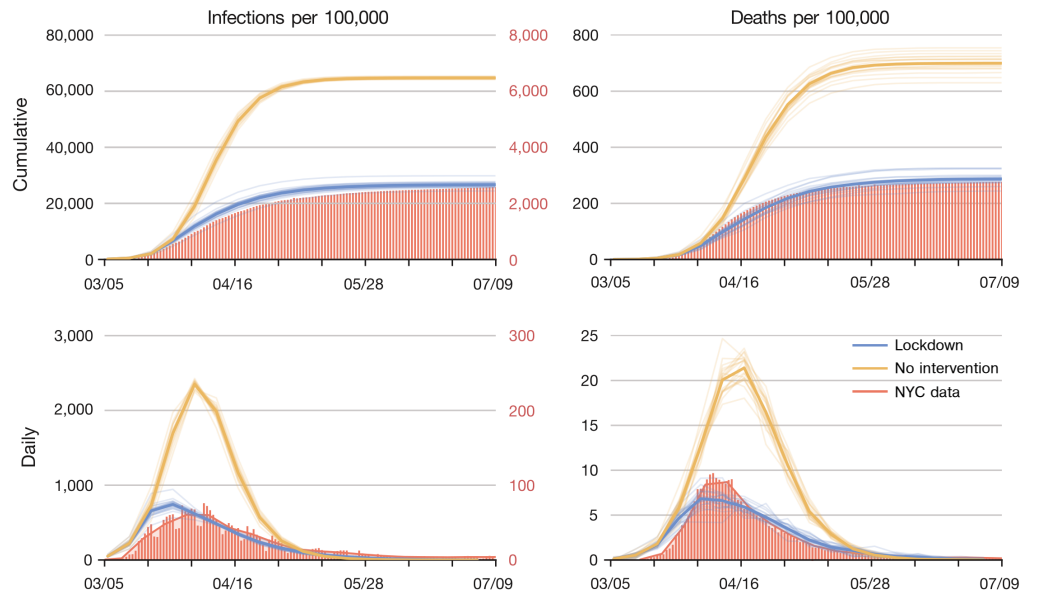 Infections per 100,000
Deaths per 100,000
Cumulative
80,000
60,000
40,000
20,000
0
8,000
6,000
4,000
2,000
0
03/05 04/16 05/28 07/09
800
600
400
200
0
03/05 04/16 05/28 07/09
Daily
3,000
2,000
1,000
0
300
200
100
0
03/05 04/16 05/28 07/09
25
20
15
10
5
0
Lockdown
No intervention
NYC data
03/05 04/16 05/28 07/09